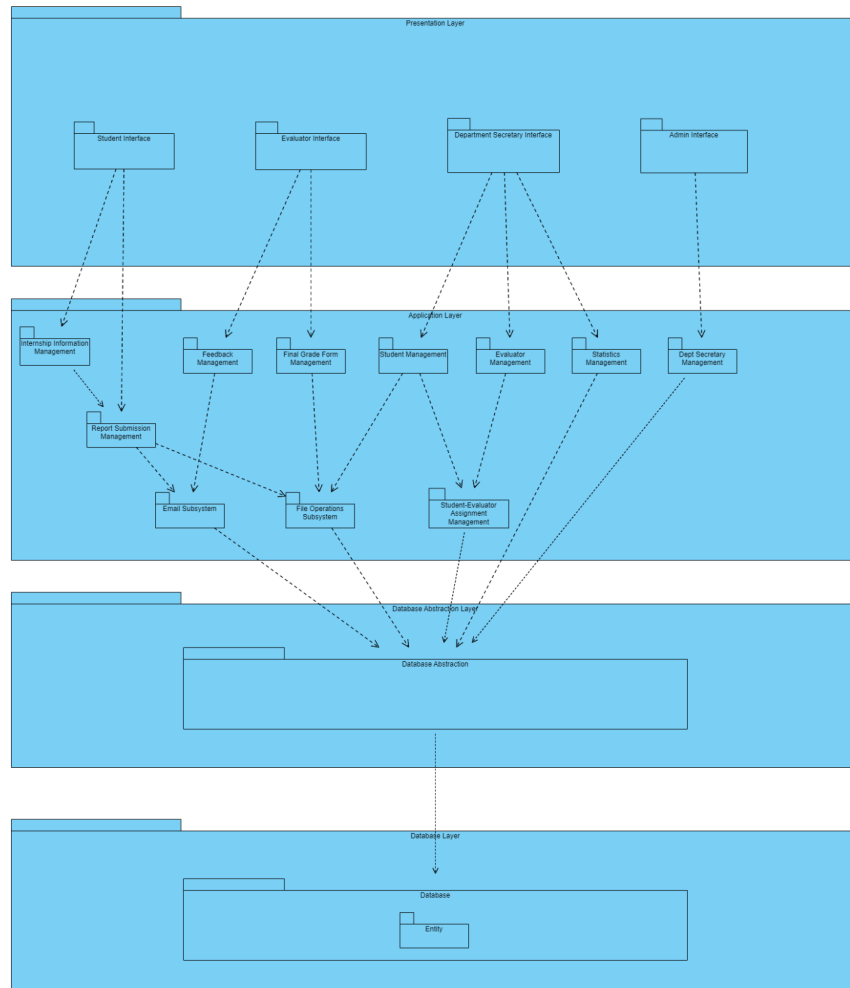 Presentation Layer
Student Interface
Evaluator Interface
Department Secretary Interface
Admin Interface
Application Layer
Internship Information
Management
Feedback
Management
Final Grade Form
Management
Student Management
Evaluator
Management
Statistics
Management
Dept Secretary
Management
Report Submission
Management
Email Subsystem
File Operations
Subsystem
Student-Evaluator
Assignment
Management
Database Abstraction Layer
Database Abstraction
Database Layer
Database
Entity